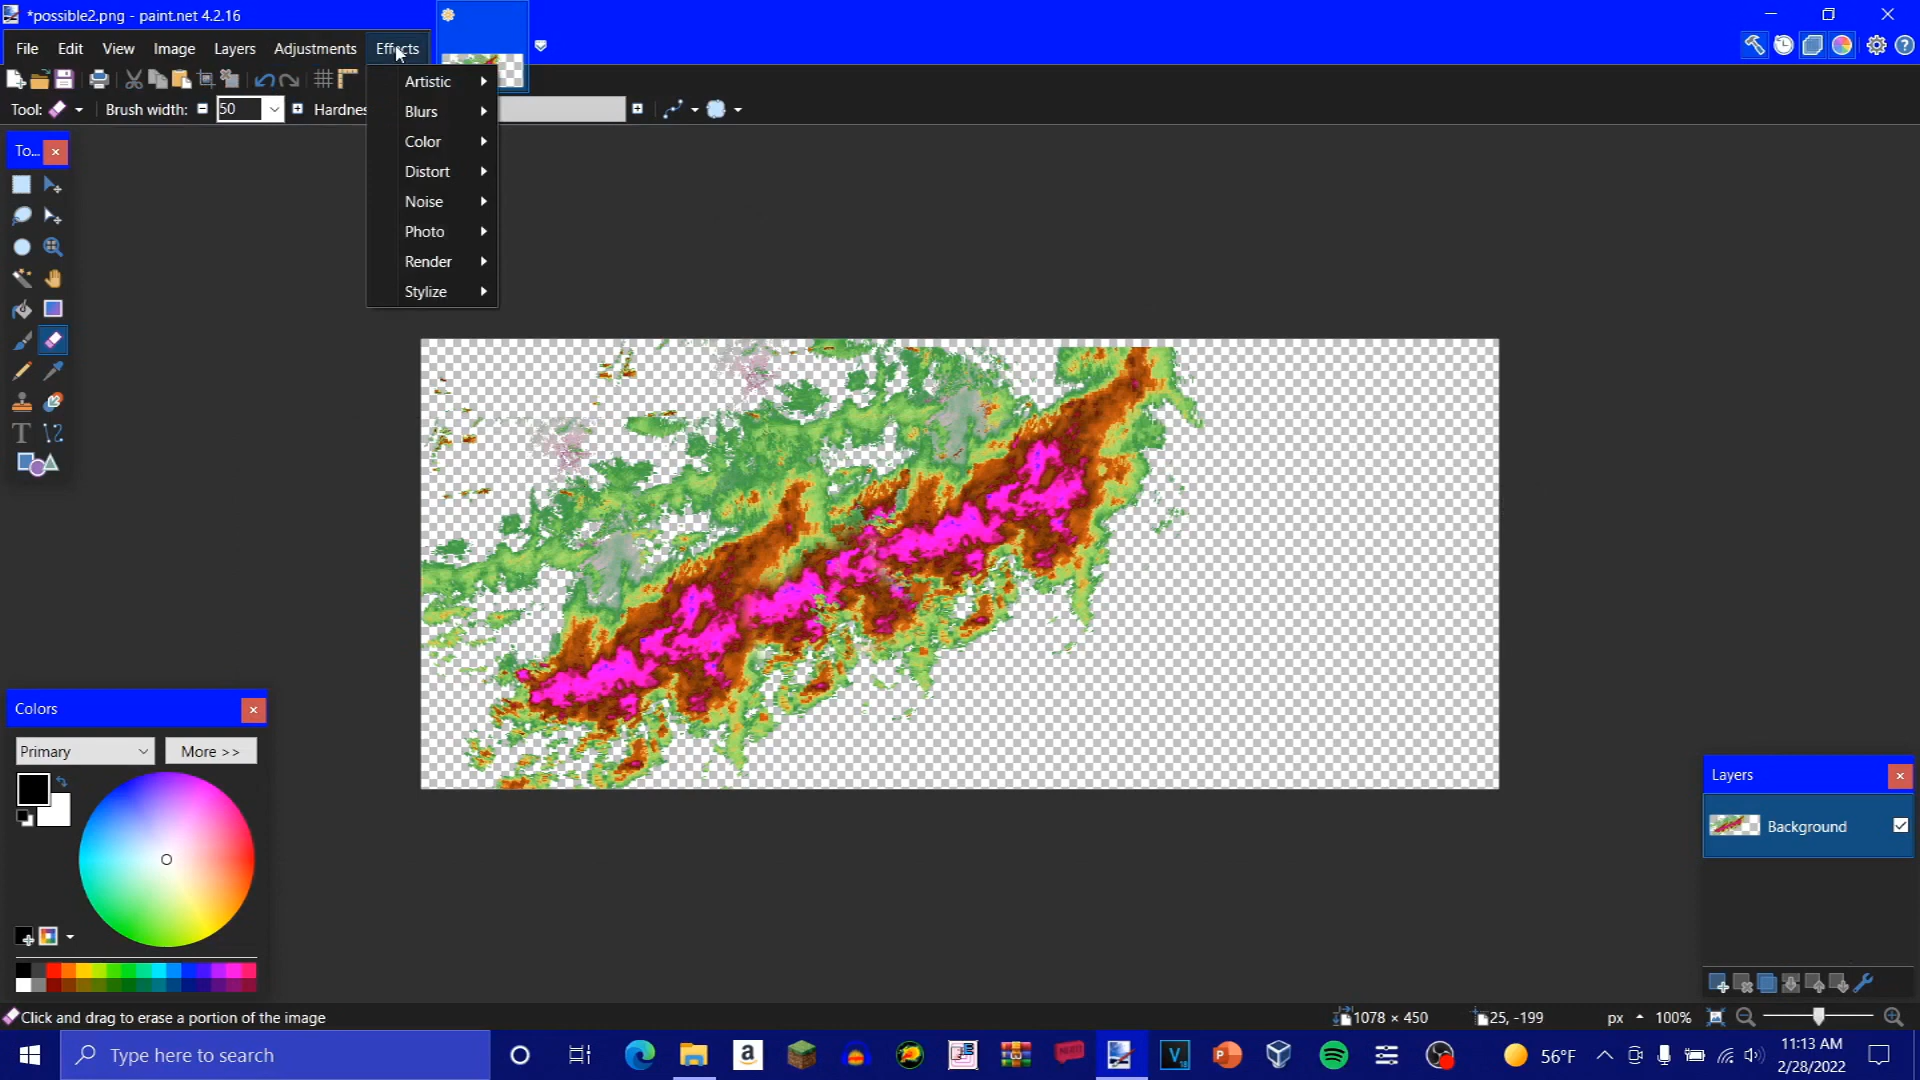 *possible2.png - paint.net 4.2.16
File Edit View Image Layers Adjustments Effects
Tool: Brush width: 50 Hardnes
Artistic
Blurs
Color
Distort
Noise
Photo
Render
Stylize
To...
Colors
Primary More >>
Layers
Background
Click and drag to erase a portion of the image
1078 × 450 25, -199 px 100%
Type here to search
56°F
11:13 AM
2/28/2022